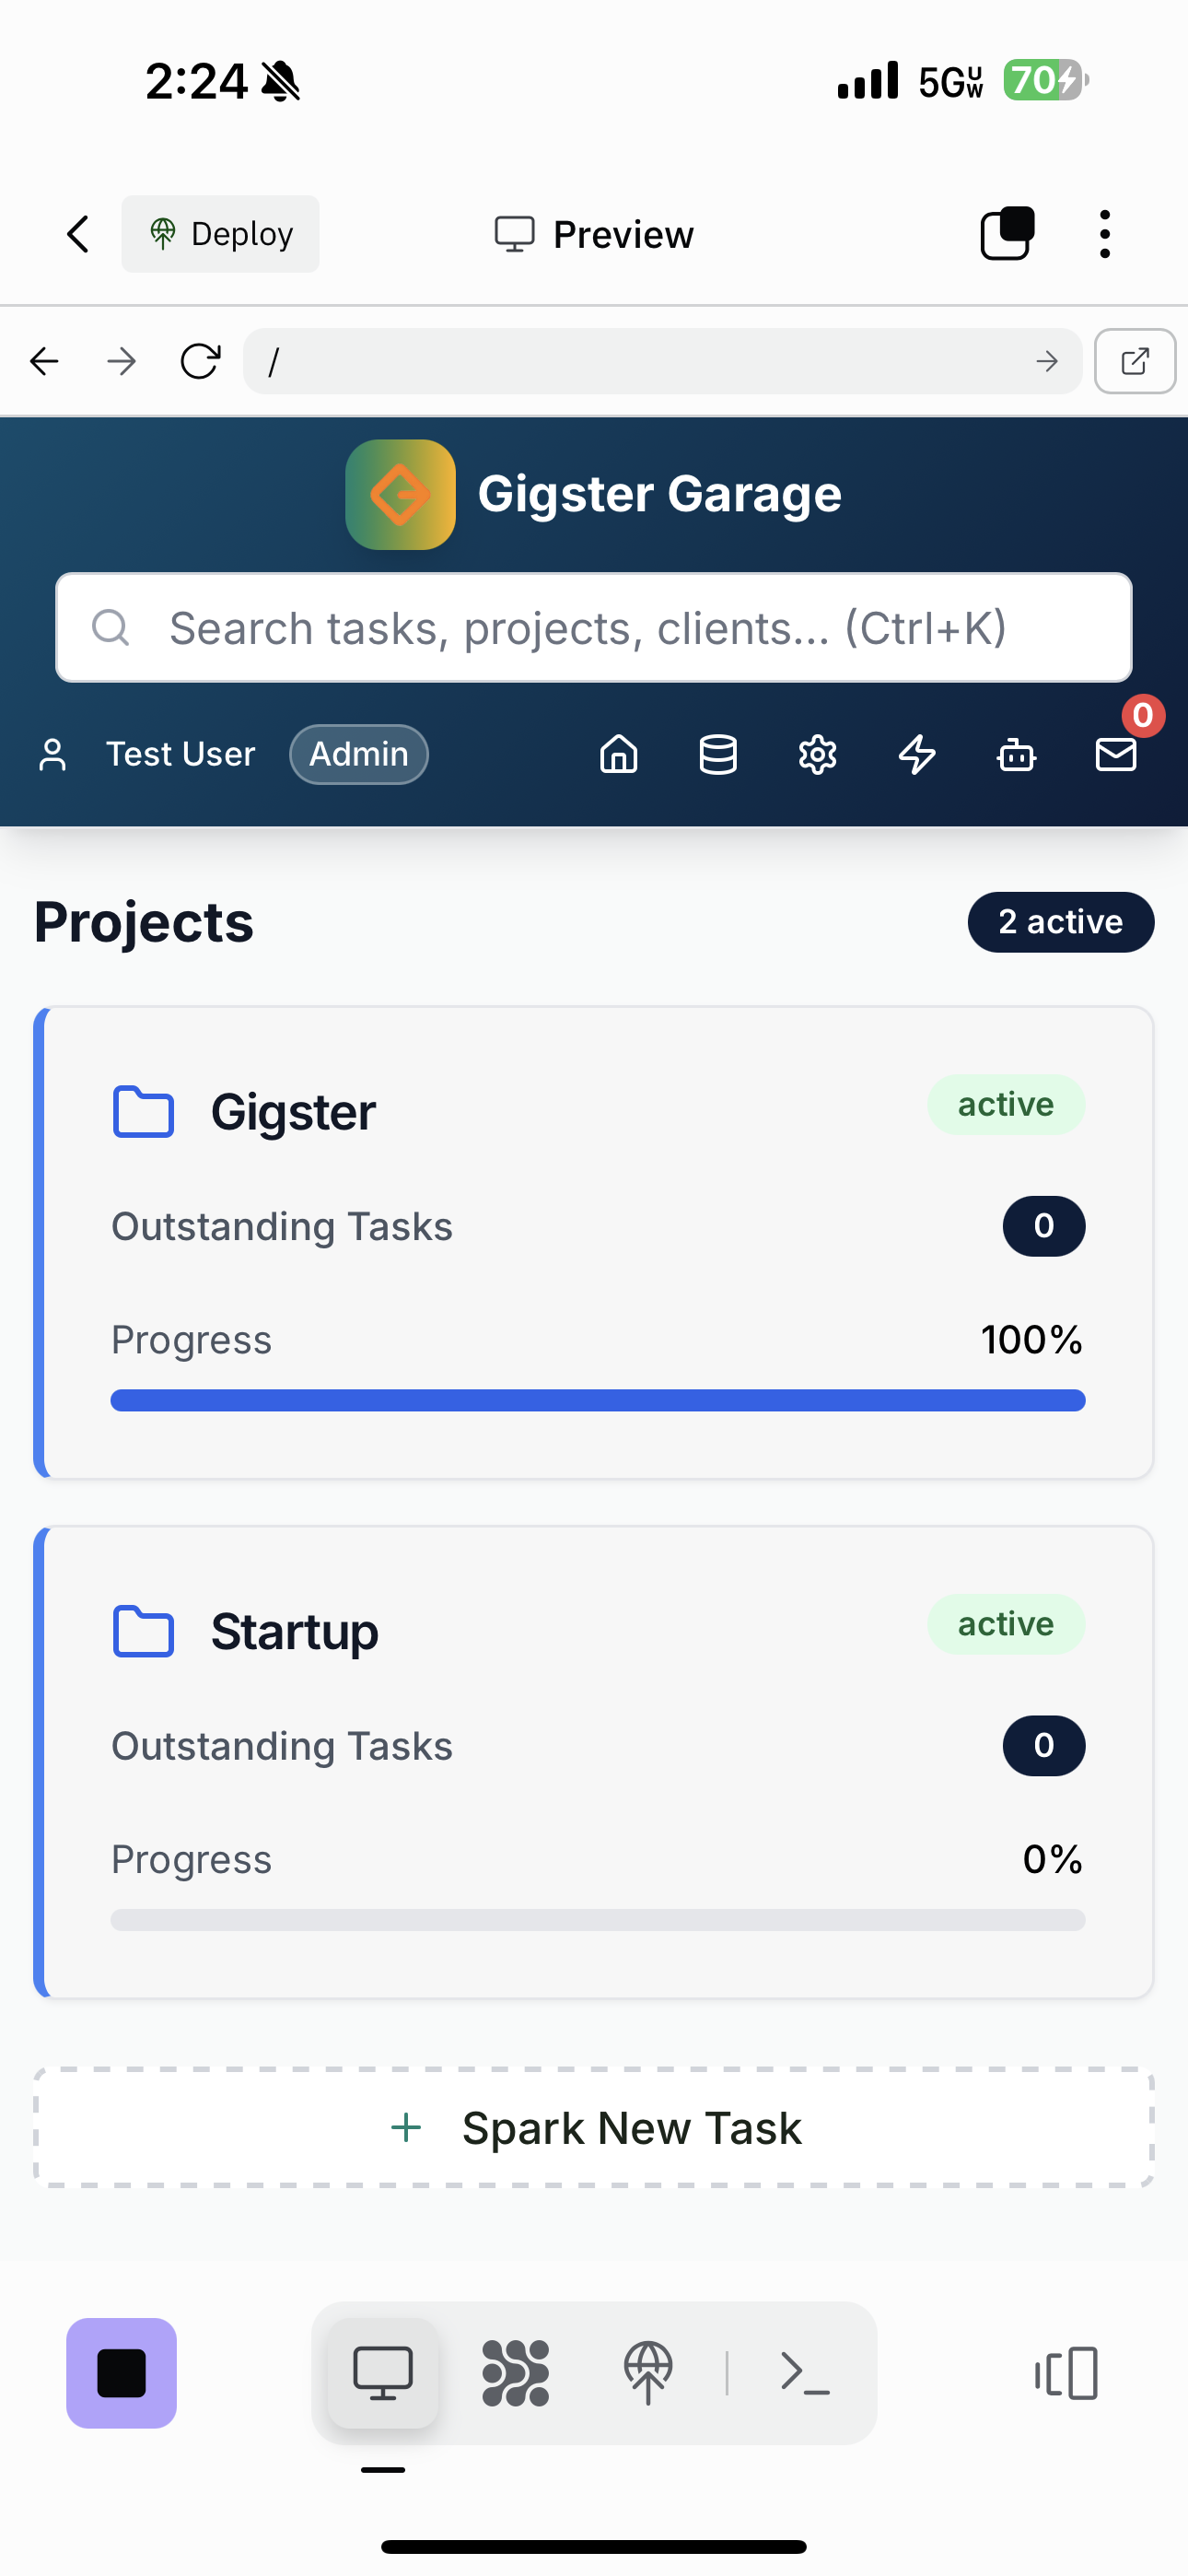 2:24
5G UW
70
Deploy
Preview
/
Gigster Garage
Search tasks, projects, clients... (Ctrl+K)
0
Test User
Admin
Projects
2 active
Gigster
active
Outstanding Tasks
0
Progress
100%
Startup
active
Outstanding Tasks
0
Progress
0%
+ Spark New Task